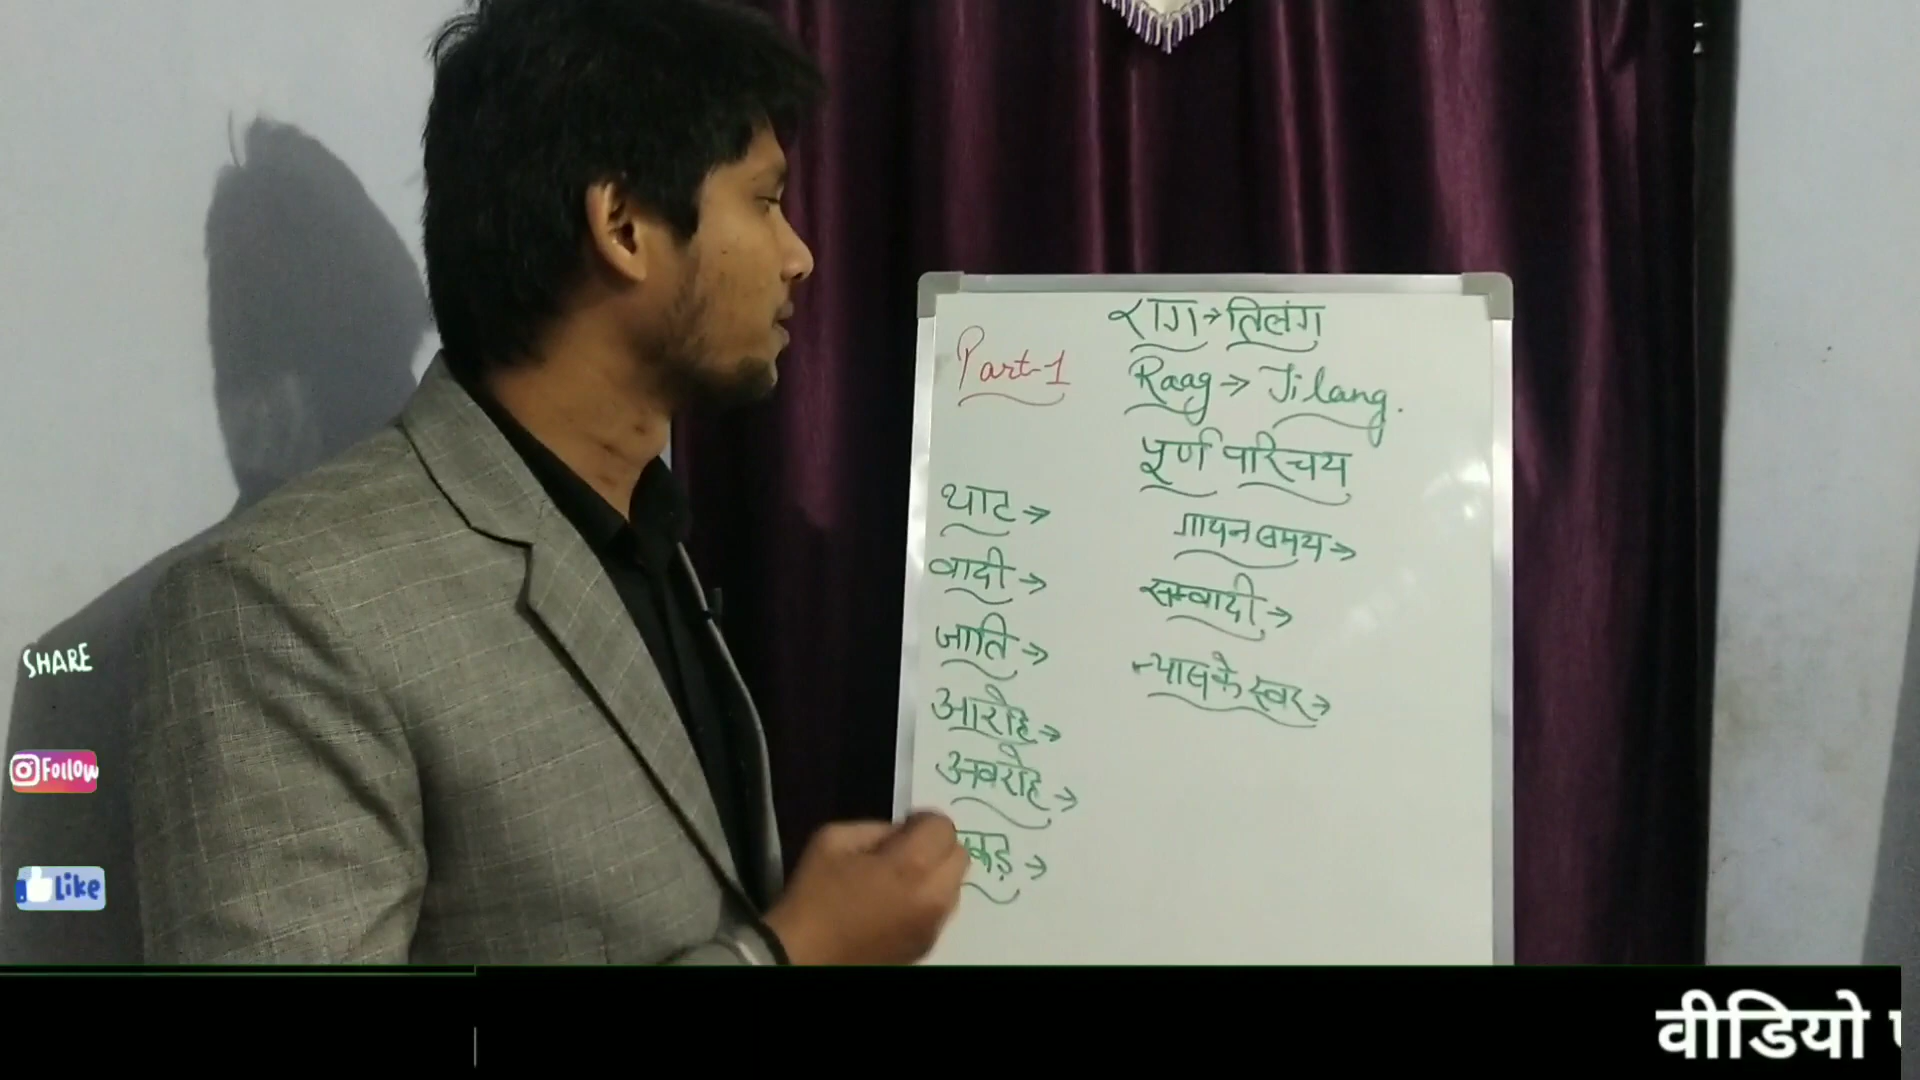 राग→तिलंग
Part-1
Raag→ Tilang.
पूर्ण परिचय
थाट→
गायन समय→
वादी→
सम्वादी→
जाति→
न्यास के स्वर→
आरोह→
अवरोह→
SHARE
Follow
Like
वीडियो